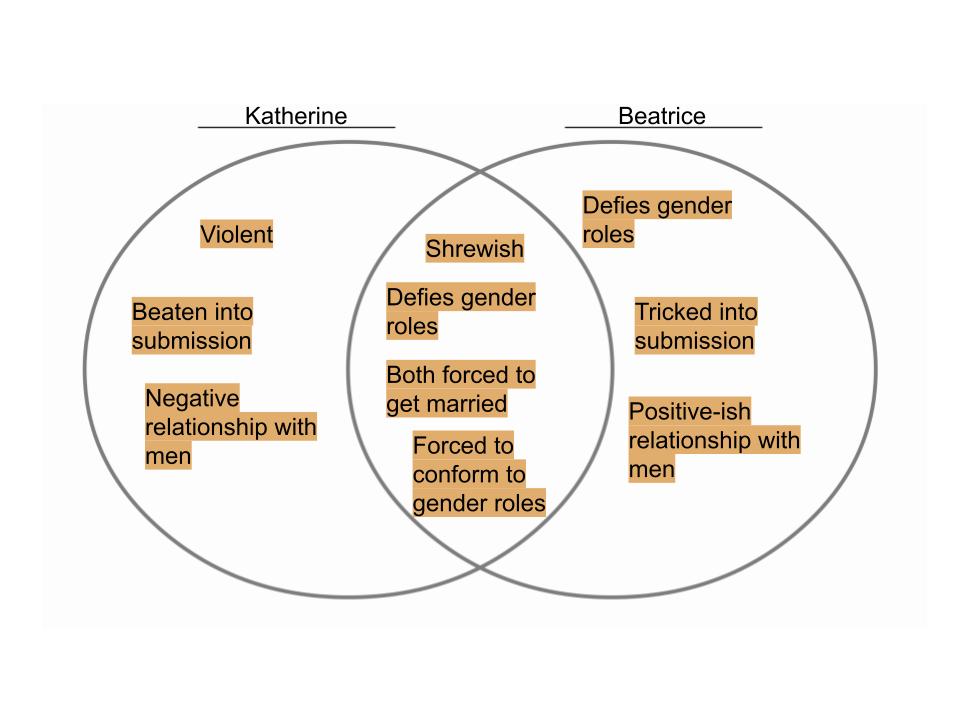 Katherine
Beatrice
Violent
Beaten into
submission
Negative
relationship with
men
Shrewish
Defies gender
roles
Both forced to
get married
Forced to
conform to
gender roles
Defies gender
roles
Tricked into
submission
Positive-ish
relationship with
men